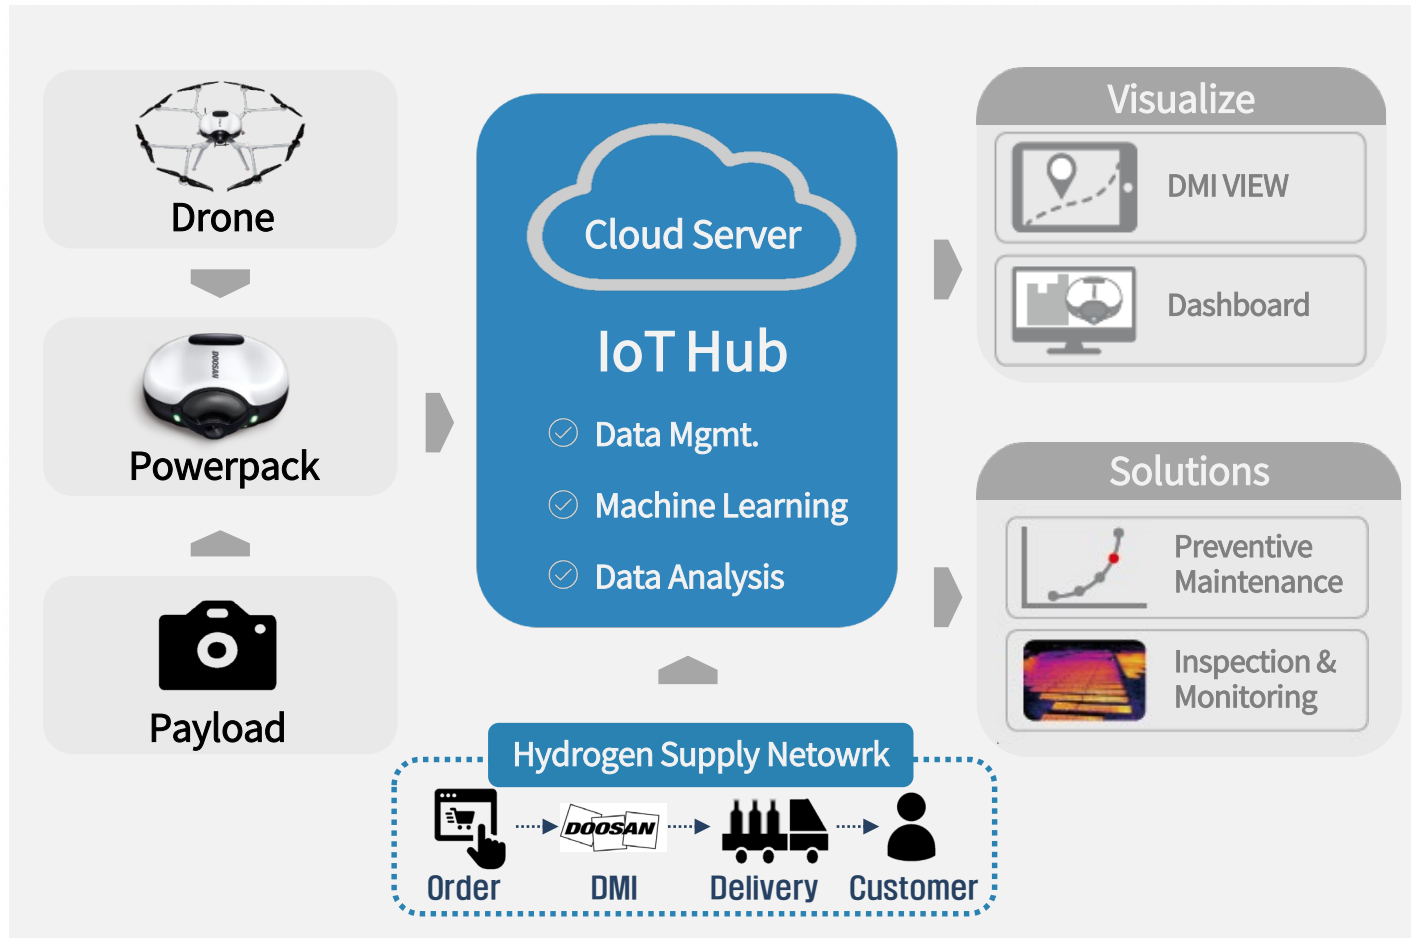 Drone
DOOSAN
Powerpack
Payload
Cloud Server
IoT Hub
Data Mgmt.
Machine Learning
Data Analysis
Visualize
DMI VIEW
Dashboard
Solutions
Preventive
Maintenance
Inspection &
Monitoring
Hydrogen Supply Netowrk
DOOSAN
Order
DMI
Delivery
Customer